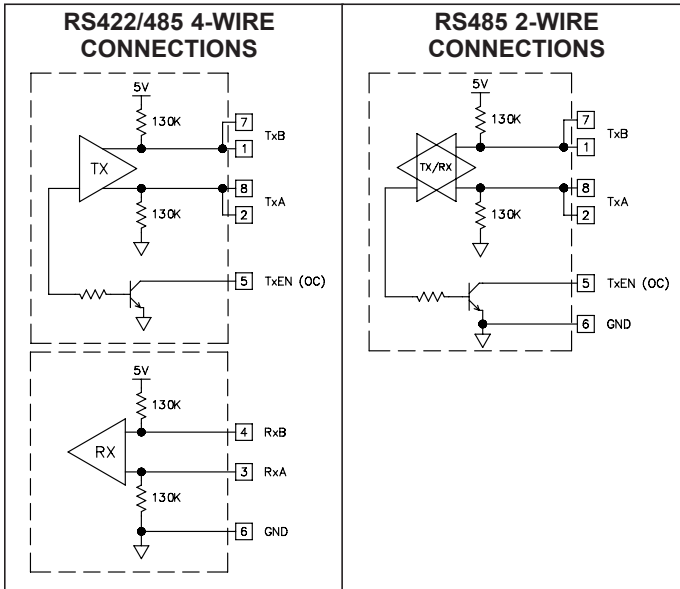 RS422/485 4-WIRE
CONNECTIONS
5V
130K
7
TxB
1
TX
8
TxA
2
130K
5 TxEN (OC)
5V
130K
4 RxB
RX
3 RxA
130K
6 GND
RS485 2-WIRE
CONNECTIONS
5V
130K
7
TxB
1
TX/RX
8
TxA
2
130K
5 TxEN (OC)
6 GND